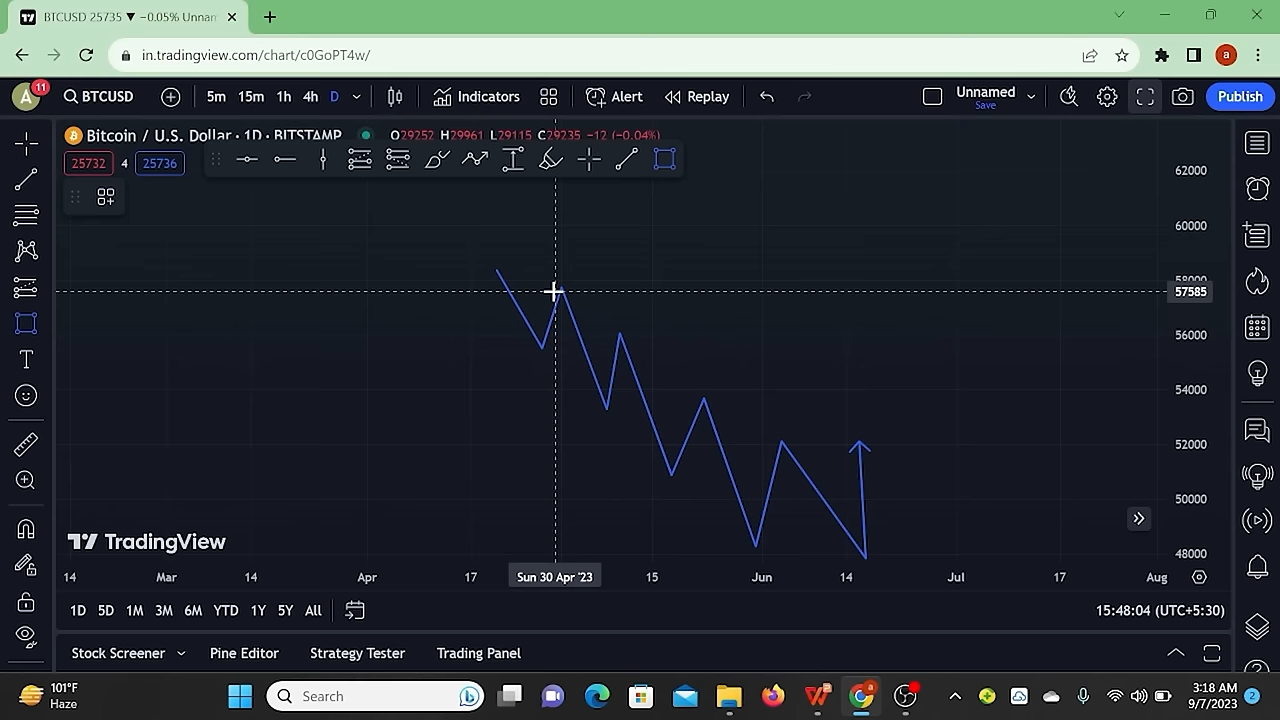 BTCUSD 25735 ▼ −0.05% Unnan
in.tradingview.com/chart/c0GoPT4w/
a
A 11 BTCUSD 5m 15m 1h 4h D Indicators Alert Replay Unnamed Save Publish
Bitcoin / U.S. Dollar · 1D · BITSTAMP O29252 H29961 L29115 C29235 −12 (−0.04%)
25732 4 25736
62000
60000
58000
57585
56000
54000
52000
50000
48000
TradingView
14 Mar 14 Apr 17 Sun 30 Apr '23 15 Jun 14 Jul 17 Aug
1D 5D 1M 3M 6M YTD 1Y 5Y All 15:48:04 (UTC+5:30)
Stock Screener Pine Editor Strategy Tester Trading Panel
101°F
Haze
Search
3:18 AM
9/7/2023
2